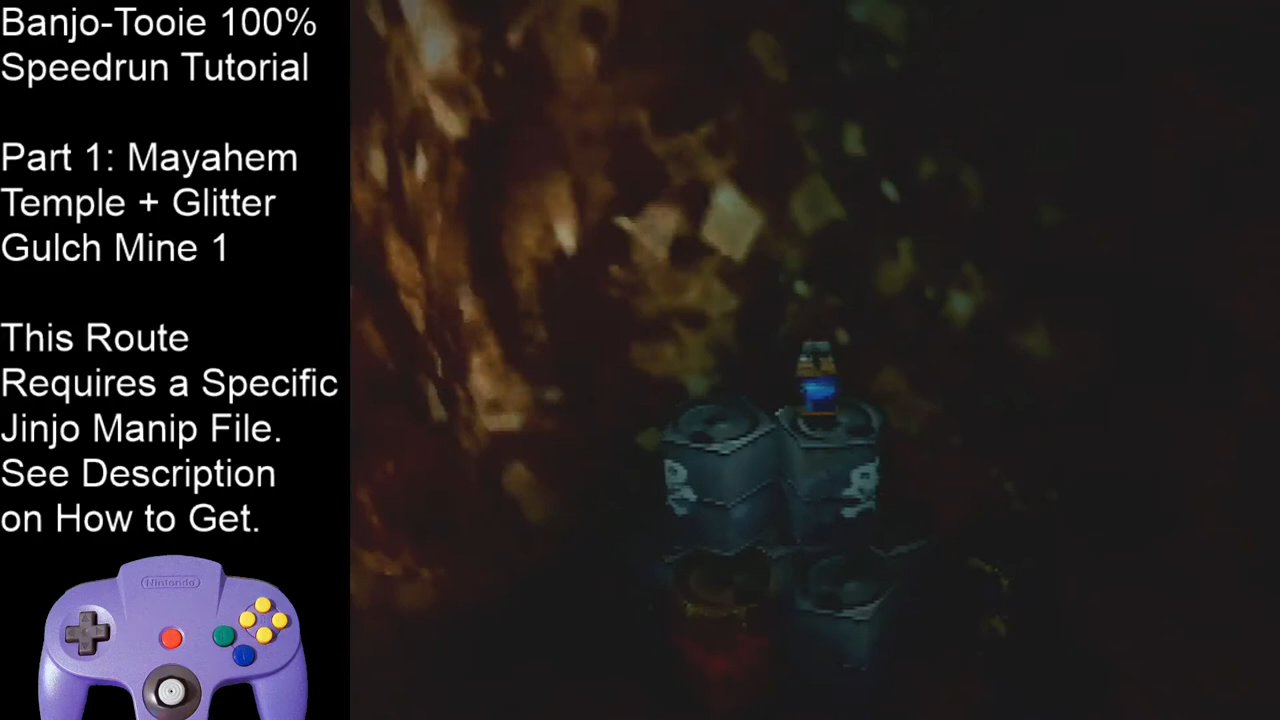 Banjo-Tooie 100%
Speedrun Tutorial
Part 1: Mayahem
Temple + Glitter
Gulch Mine 1
This Route
Requires a Specific
Jinjo Manip File.
See Description
on How to Get.
Nintendo